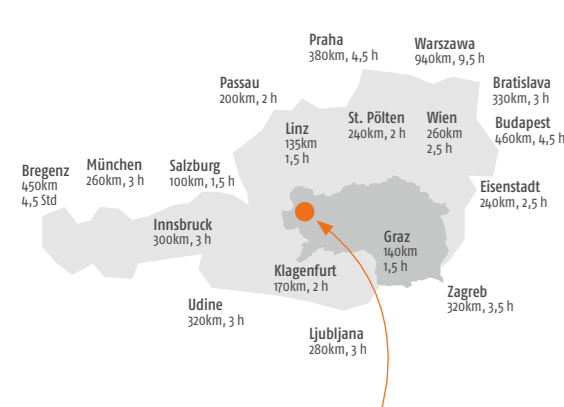 Praha
380km, 4,5 h
Warszawa
940km, 9,5 h
Passau
200km, 2 h
Bratislava
330km, 3 h
Linz
135km
1,5 h
St. Pölten
240km, 2 h
Wien
260km
2,5 h
Budapest
460km, 4,5 h
Bregenz
450km
4,5 Std
München
260km, 3 h
Salzburg
100km, 1,5 h
Eisenstadt
240km, 2,5 h
Innsbruck
300km, 3 h
Graz
140km
1,5 h
Klagenfurt
170km, 2 h
Udine
320km, 3 h
Zagreb
320km, 3,5 h
Ljubljana
280km, 3 h